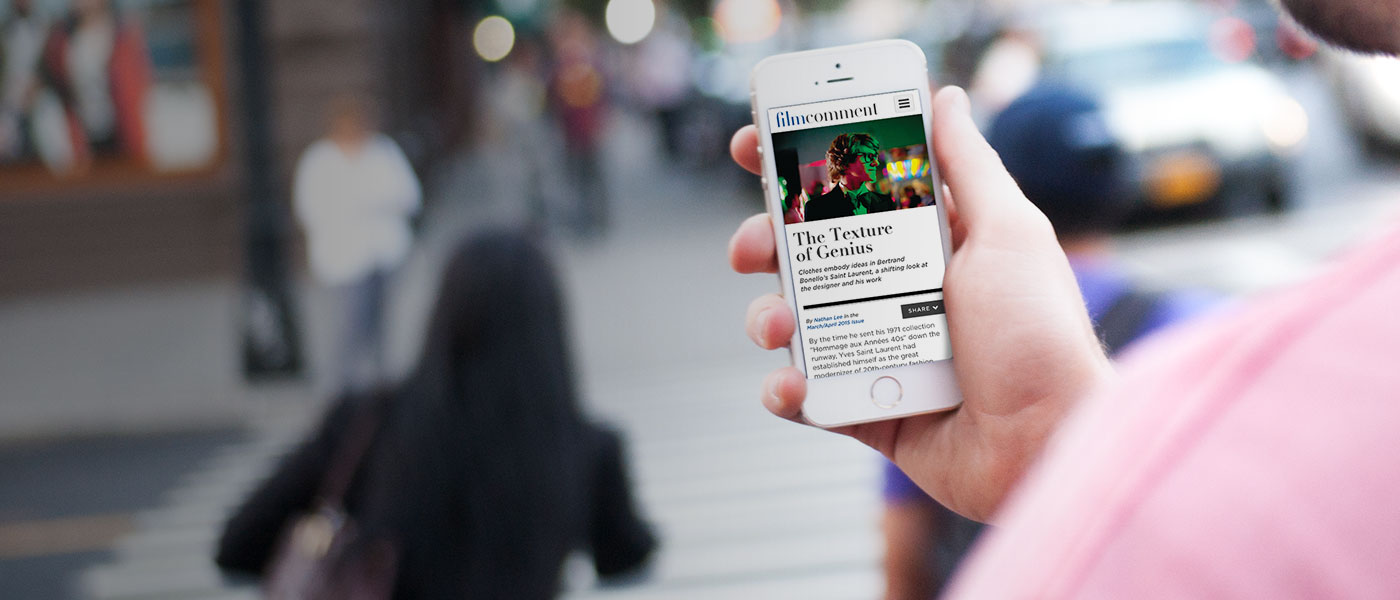 filmcomment
The Texture
of Genius
Clothes embody ideas in Bertrand
Bonello's Saint Laurent, a shifting look at
the designer and his work
By Nathan Lee in the
March/April 2015 Issue
SHARE
By the time he sent his 1971 collection
"Hommage aux Années 40s" down the
runway, Yves Saint Laurent had
established himself as the great
modernizer of 20th-century fashion